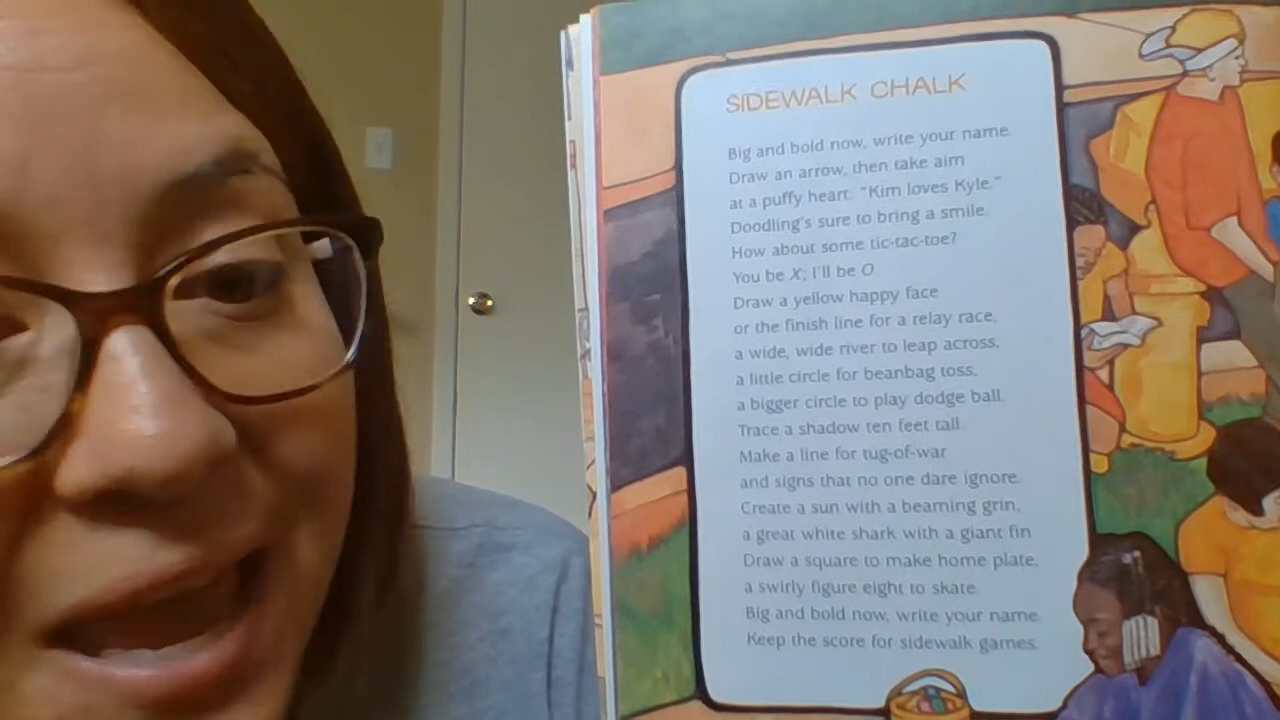 SIDEWALK CHALK
Big and bold now, write your name.
Draw an arrow, then take aim
at a puffy heart: "Kim loves Kyle."
Doodling's sure to bring a smile.
How about some tic-tac-toe?
You be X; I'll be O
Draw a yellow happy face
or the finish line for a relay race,
a wide, wide river to leap across,
a little circle for beanbag toss,
a bigger circle to play dodge ball.
Trace a shadow ten feet tall.
Make a line for tug-of-war
and signs that no one dare ignore.
Create a sun with a beaming grin,
a great white shark with a giant fin
Draw a square to make home plate,
a swirly figure eight to skate.
Big and bold now, write your name.
Keep the score for sidewalk games.